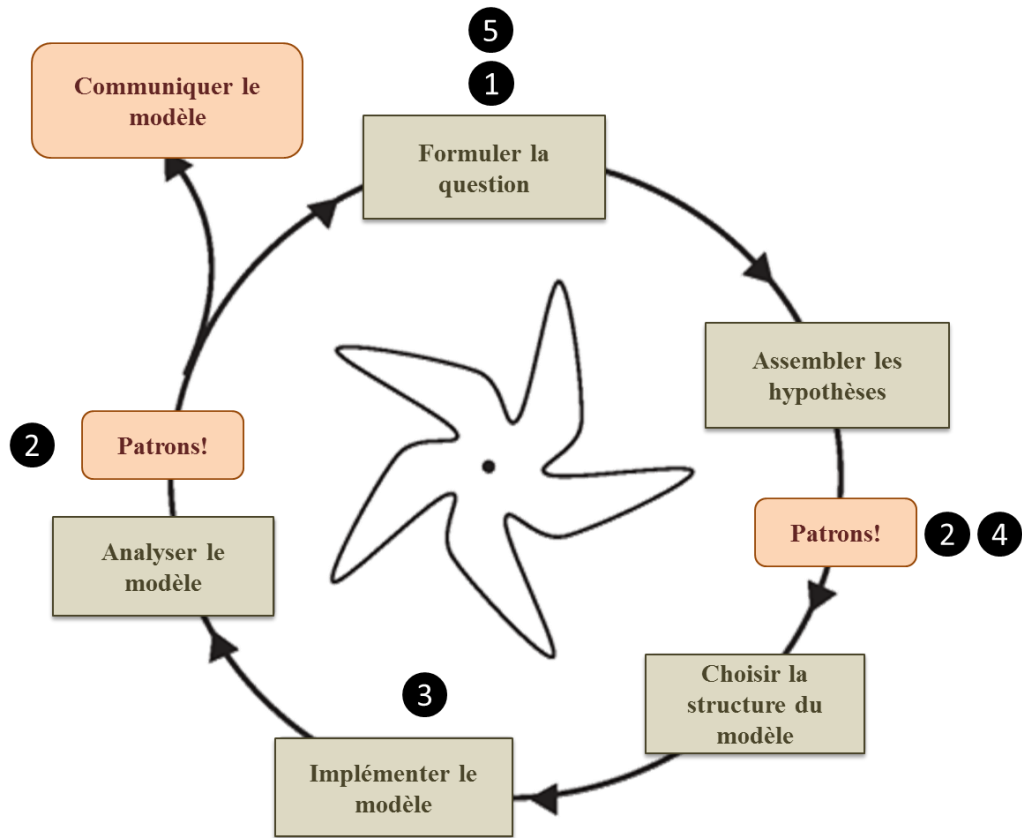 5
1
Communiquer le
modèle
Formuler la
question
Assembler les
hypothèses
2
Patrons!
Patrons!
2 4
Analyser le
modèle
Choisir la
structure du
modèle
3
Implémenter le
modèle